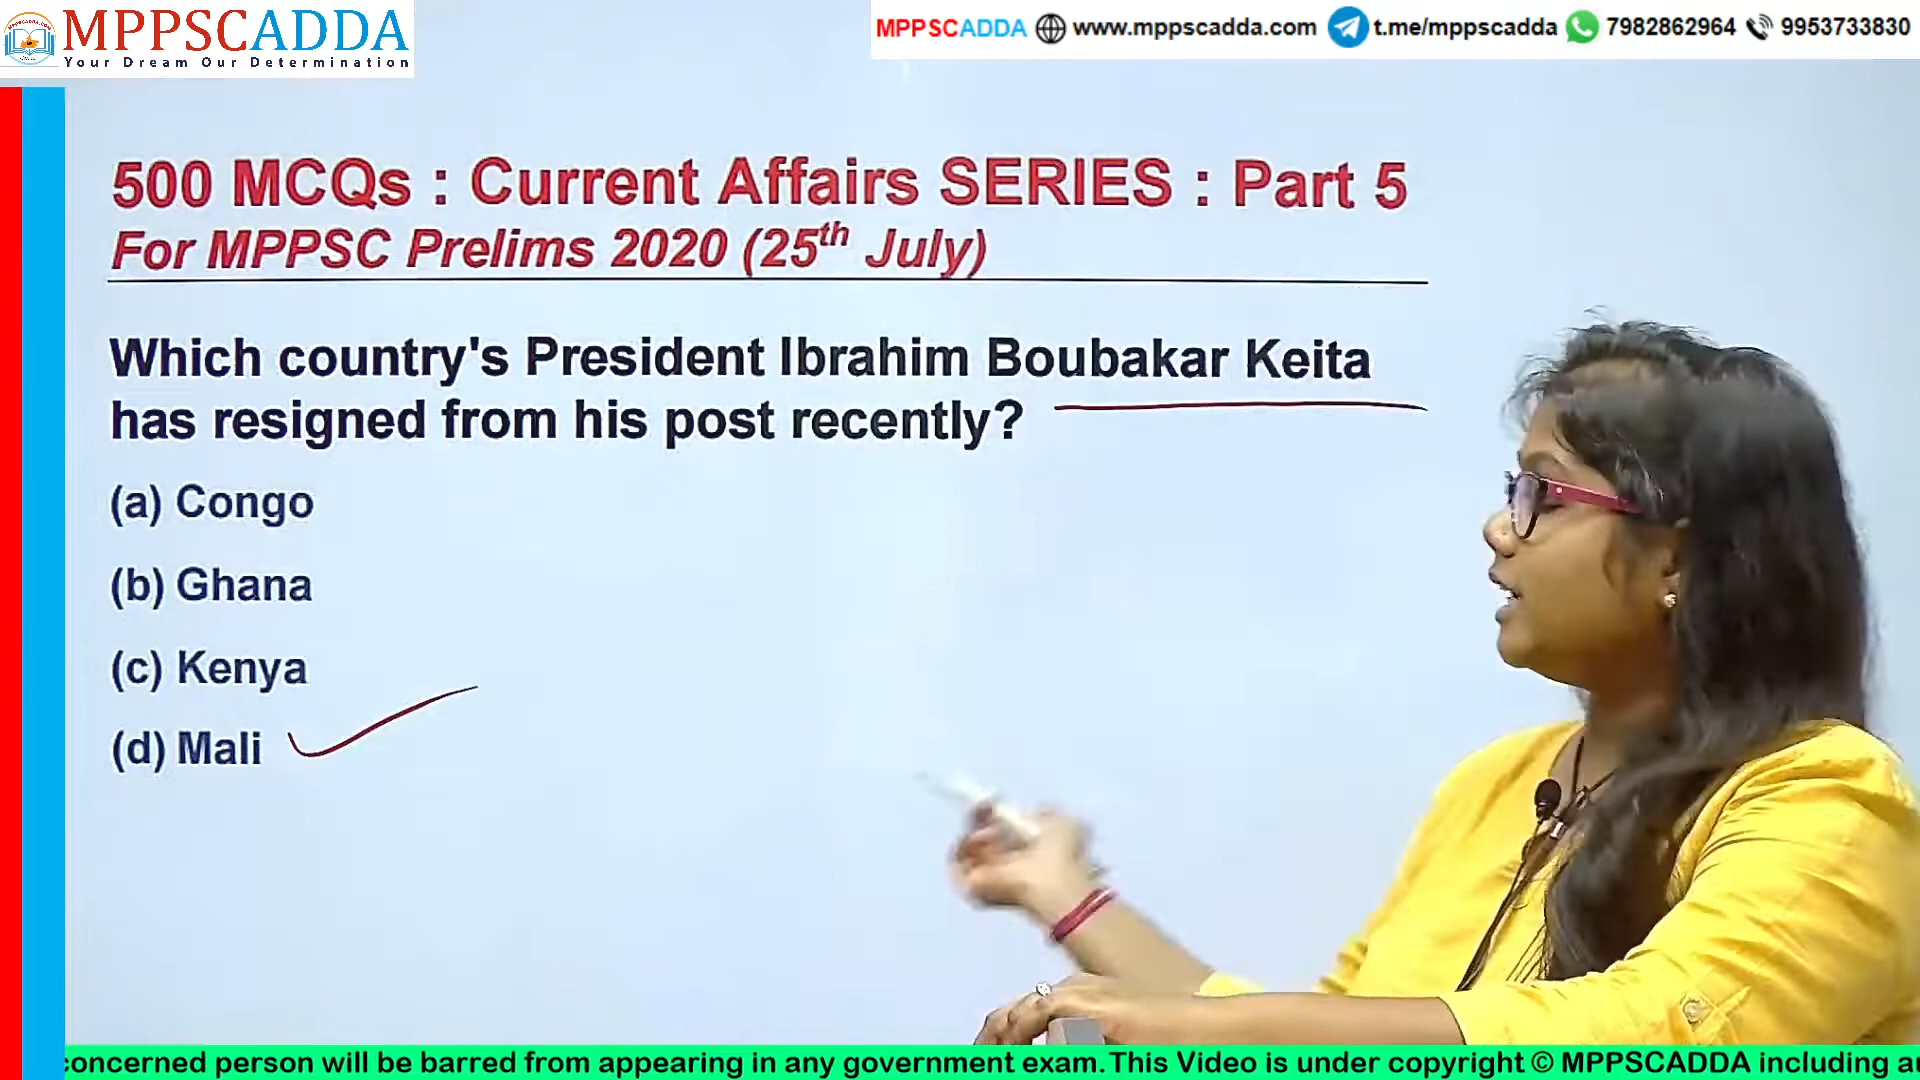 MPPSCADDA
Your Dream Our Determination
MPPSCADDA www.mppscadda.com t.me/mppscadda 7982862964 9953733830
500 MCQs : Current Affairs SERIES : Part 5
For MPPSC Prelims 2020 (25th July)
Which country's President Ibrahim Boubakar Keita
has resigned from his post recently?
(a) Congo
(b) Ghana
(c) Kenya
(d) Mali
concerned person will be barred from appearing in any government exam. This Video is under copyright © MPPSCADDA including